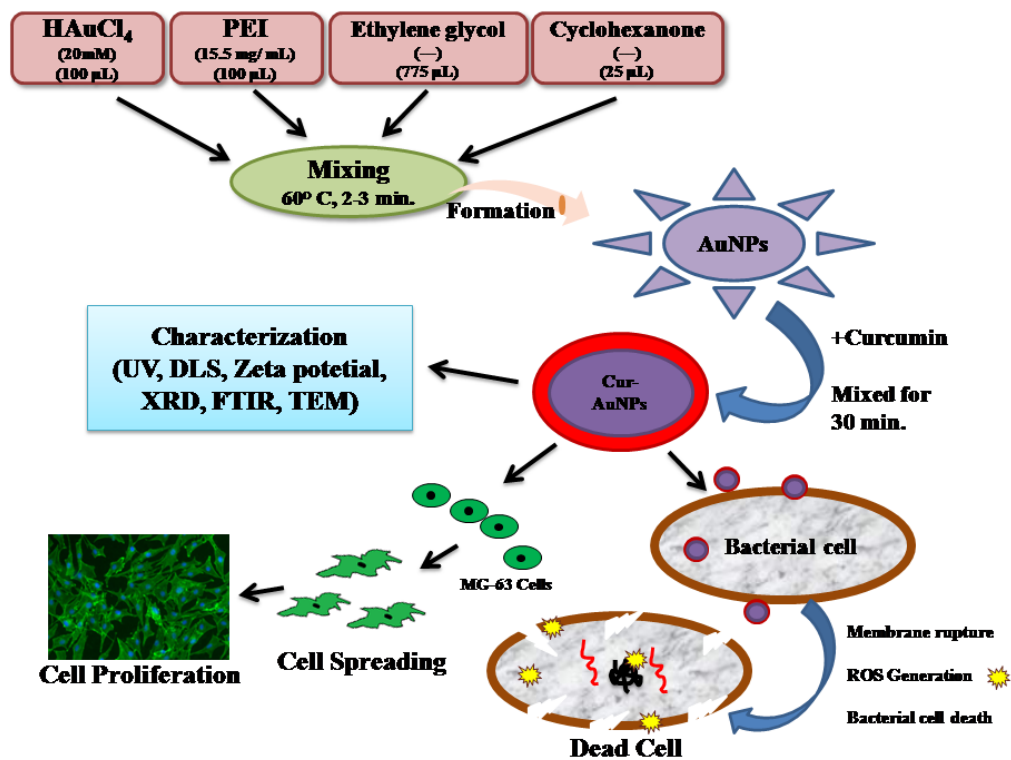 HAuCl₄
(20mM)
(100 µL)
PEI
(15.5 mg/ mL)
(100 µL)
Ethylene glycol
(—)
(775 µL)
Cyclohexanone
(—)
(25 µL)
Mixing
60⁰ C, 2-3 min.
Formation
AuNPs
+Curcumin
Mixed for
30 min.
Characterization
(UV, DLS, Zeta potetial,
XRD, FTIR, TEM)
Cur-
AuNPs
MG-63 Cells
Cell Spreading
Cell Proliferation
Bacterial cell
Membrane rupture
ROS Generation
Bacterial cell death
Dead Cell